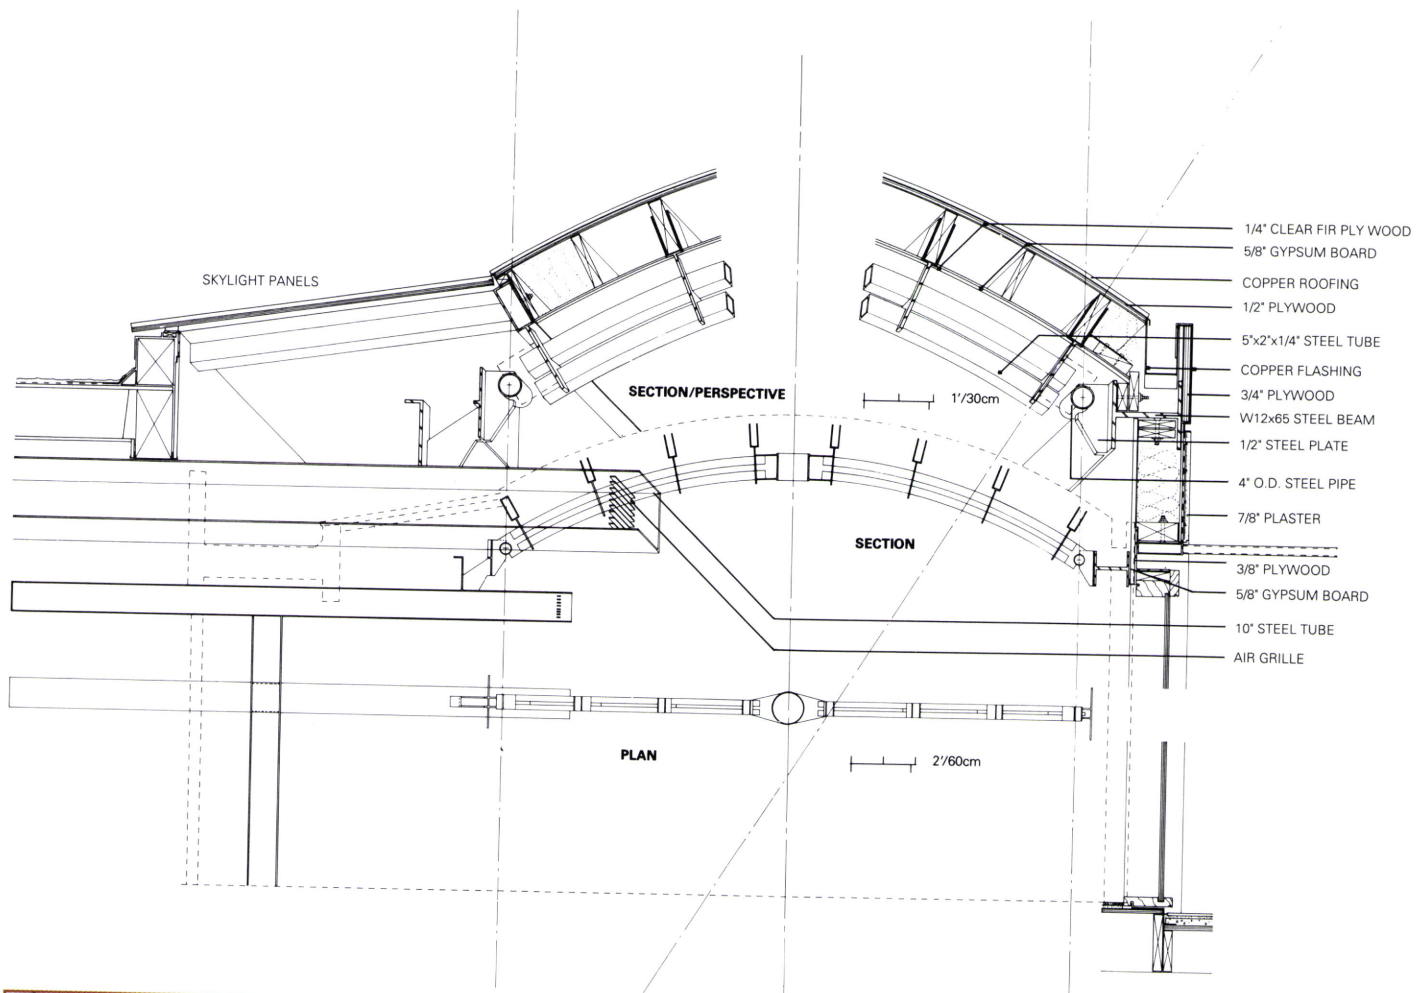 SKYLIGHT PANELS
SECTION/PERSPECTIVE
1'/30cm
SECTION
PLAN
2'/60cm
1/4" CLEAR FIR PLY WOOD
5/8" GYPSUM BOARD
COPPER ROOFING
1/2" PLYWOOD
5"x2"x1/4" STEEL TUBE
COPPER FLASHING
3/4" PLYWOOD
W12x65 STEEL BEAM
1/2" STEEL PLATE
4" O.D. STEEL PIPE
7/8" PLASTER
3/8" PLYWOOD
5/8" GYPSUM BOARD
10" STEEL TUBE
AIR GRILLE